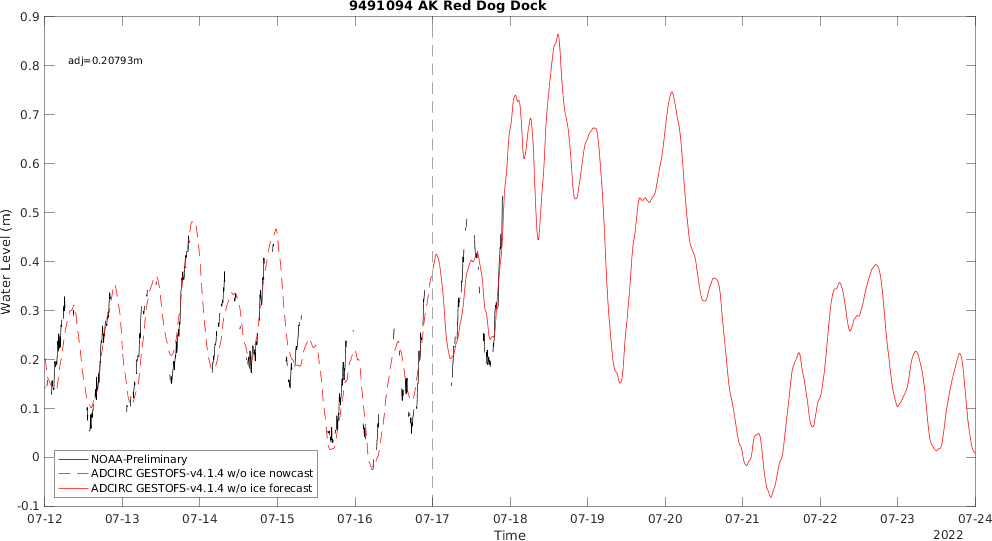 9491094 AK Red Dog Dock
0.9
0.8
0.7
0.6
0.5
0.4
0.3
0.2
0.1
0
-0.1
Water Level (m)
adj=0.20793m
NOAA-Preliminary
ADCIRC GESTOFS-v4.1.4 w/o ice nowcast
ADCIRC GESTOFS-v4.1.4 w/o ice forecast
07-12 07-13 07-14 07-15 07-16 07-17 07-18 07-19 07-20 07-21 07-22 07-23 07-24
Time
2022